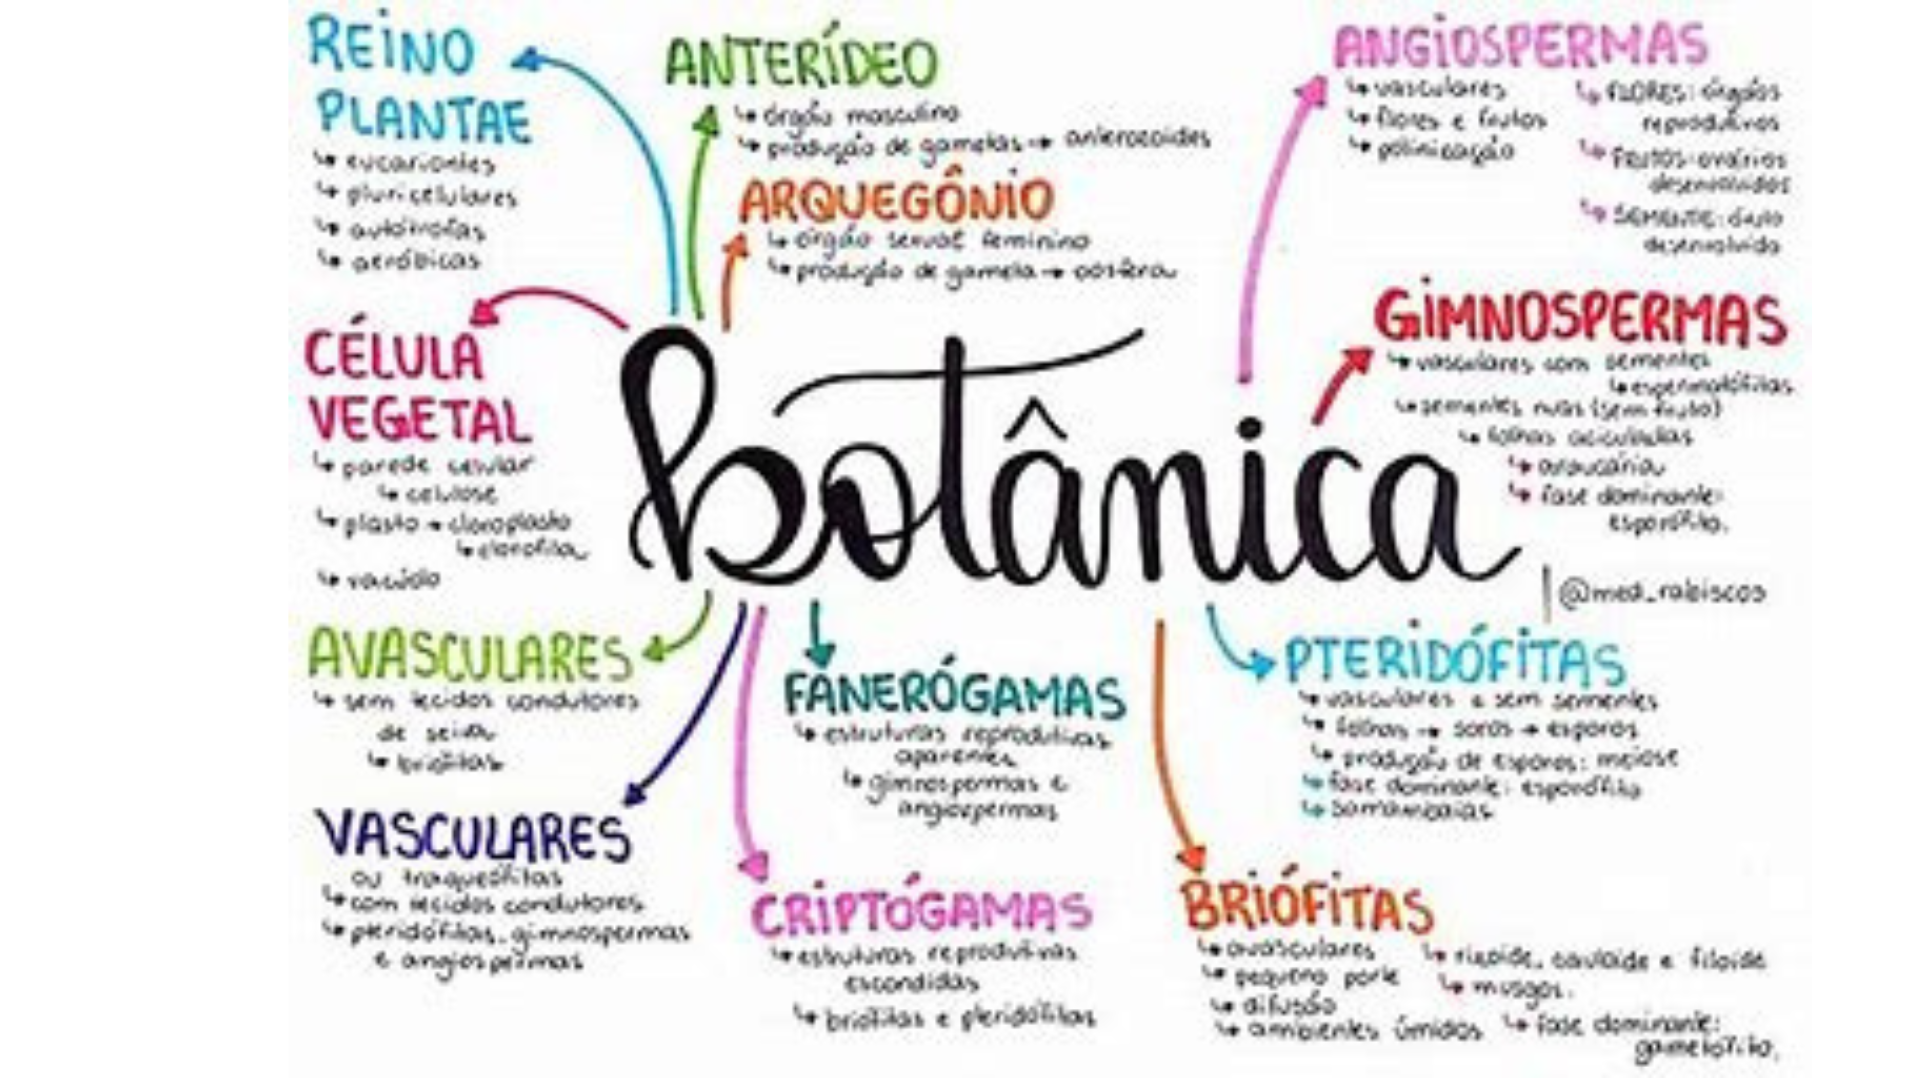 REINO
PLANTAE
↳ eucariontes
↳ pluricelulares
↳ autótrofas
↳ aeróbicas
ANTERÍDEO
↳ órgão masculino
↳ produção de gametas → anterozoides
ARQUEGÔNIO
↳ órgão sexual feminino
↳ produção de gameta → oosfera
ANGIOSPERMAS
↳ vasculares
↳ flores e frutos
↳ polinização
↳ FLORES: órgãos
reprodutivos
↳ FRUTOS: ovários
desenvolvidos
↳ SEMENTE: óvulo
desenvolvido
GIMNOSPERMAS
↳ vasculares com sementes
↳ espermatófitas
↳ sementes nuas (sem fruto)
↳ folhas aciculadas
↳ araucária
↳ fase dominante:
esporófito.
CÉLULA
VEGETAL
↳ parede celular
↳ celulose
↳ plasto → cloroplasto
↳ clorofila
↳ vacúolo
botânica
@med_rabiscos
AVASCULARES
↳ sem tecidos condutores
de seiva
↳ briófitas
VASCULARES
ou traqueófitas
↳ com tecidos condutores
↳ pteridófitas, gimnospermas
e angiospermas
FANERÓGAMAS
↳ estruturas reprodutivas
aparentes
↳ gimnospermas e
angiospermas
CRIPTÓGAMAS
↳ estruturas reprodutivas
escondidas
↳ briófitas e pteridófitas
PTERIDÓFITAS
↳ vasculares e sem sementes
↳ folhas → soros → esporos
↳ produção de esporos: meiose
↳ fase dominante: esporófito
↳ samambaias
BRIÓFITAS
↳ avasculares
↳ pequeno porte
↳ difusão
↳ ambientes úmidos
↳ rizoide, cauloide e filoide
↳ musgos.
↳ fase dominante:
gametófito.